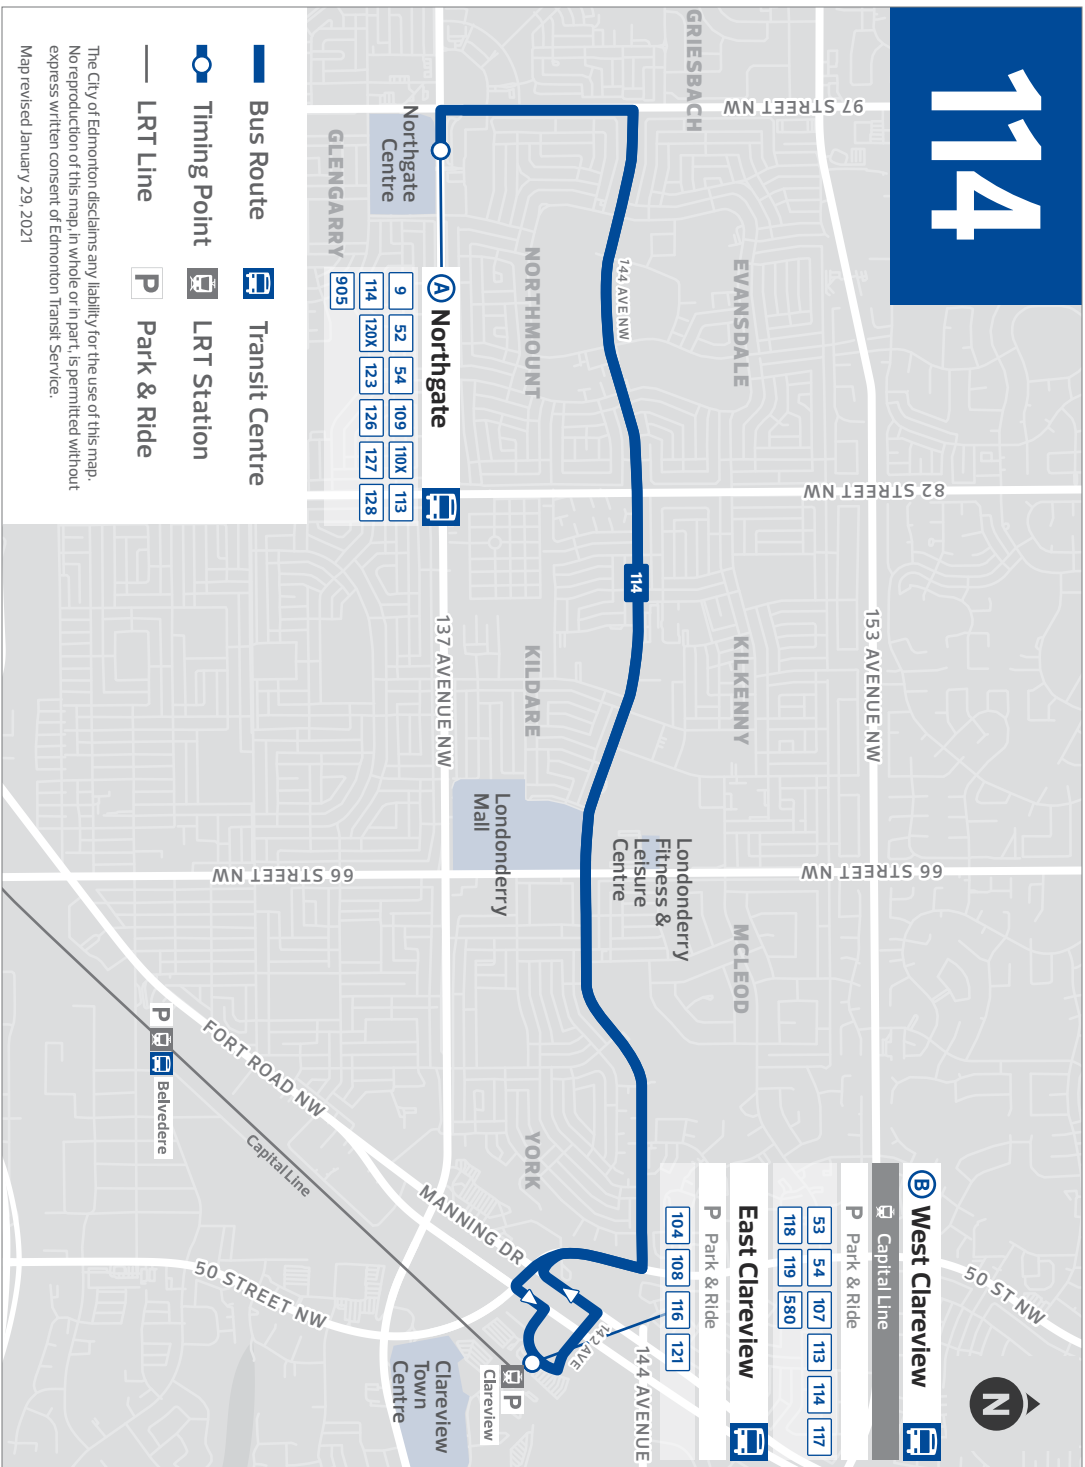 114
GRIESBACH
97 STREET NW
Northgate
Centre
GLENGARRY
NORTHMOUNT
144 AVE NW
EVANSDALE
A Northgate
9 52 54 109 110X 113
114 120X 123 126 127 128
905
82 STREET NW
114
137 AVENUE NW
KILDARE
KILKENNY
153 AVENUE NW
Londonderry
Mall
Londonderry
Fitness &
Leisure
Centre
66 STREET NW
66 STREET NW
MCLEOD
FORT ROAD NW
P Belvedere
Capital Line
YORK
MANNING DR
50 STREET NW
142 AVE
144 AVENUE
50 ST NW
P
Clareview
Clareview
Town
Centre
B West Clareview
Capital Line
P Park & Ride
53 54 107 113 114 117
118 119 580
East Clareview
P Park & Ride
104 108 116 121
N
Bus Route
Timing Point
LRT Line
Transit Centre
LRT Station
P Park & Ride
The City of Edmonton disclaims any liability for the use of this map.
No reproduction of this map, in whole or in part, is permitted without
express written consent of Edmonton Transit Service.
Map revised January 29, 2021